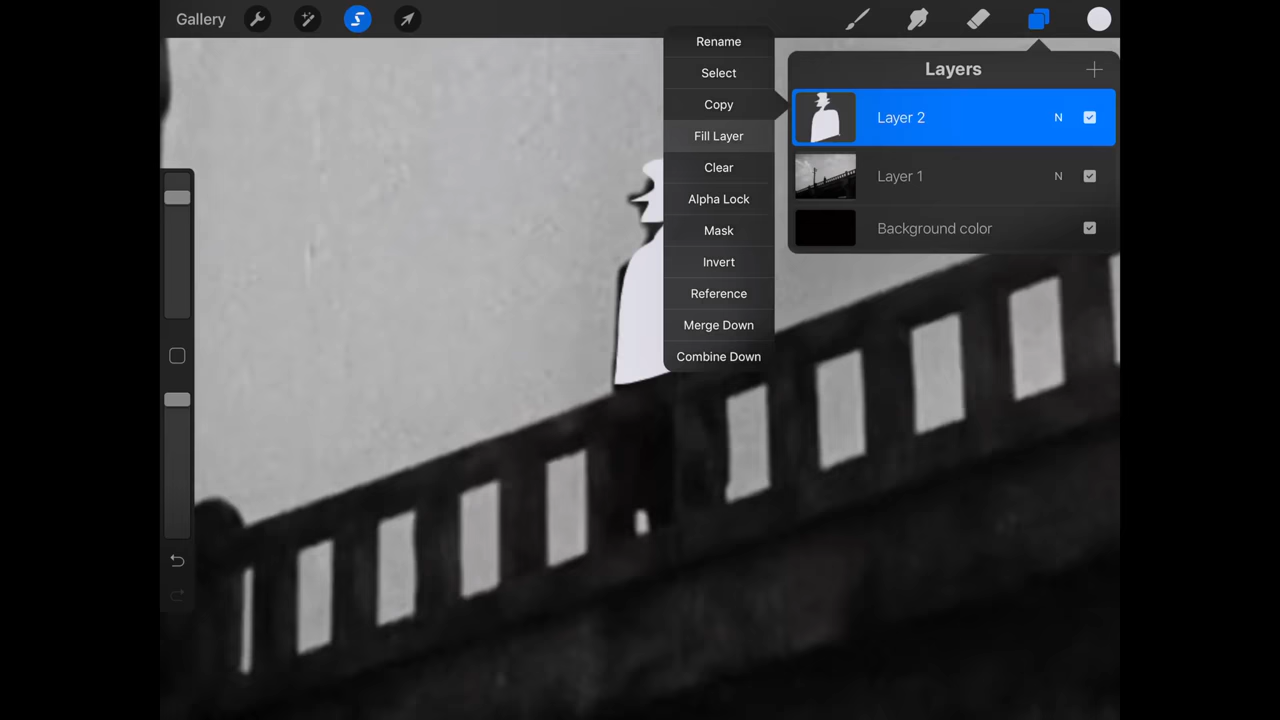 Gallery
Rename
Select
Copy
Fill Layer
Clear
Alpha Lock
Mask
Invert
Reference
Merge Down
Combine Down
Layers
Layer 2 N
Layer 1 N
Background color